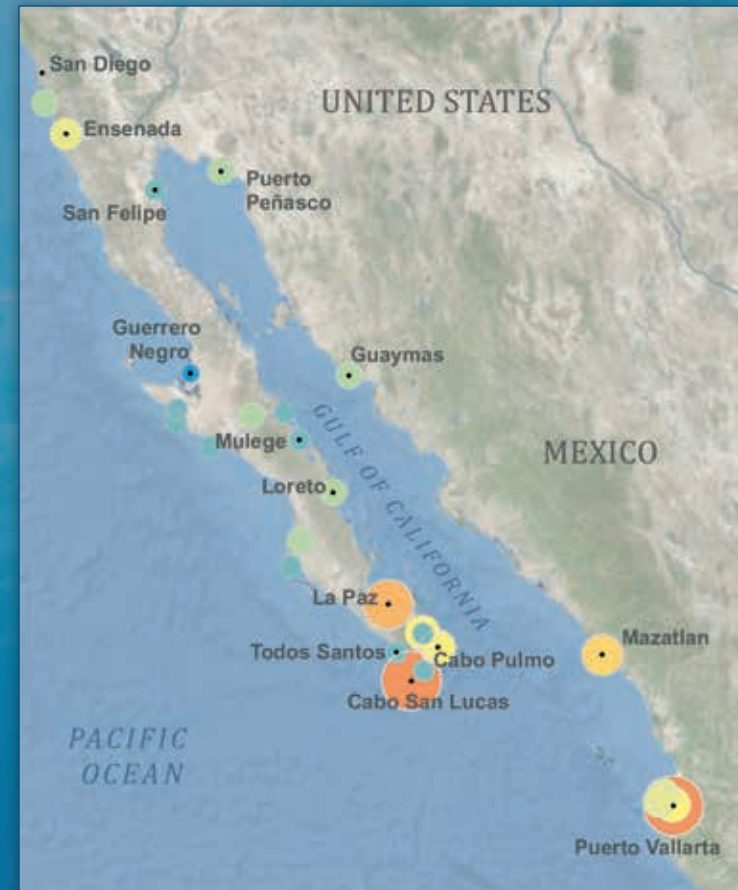 San Diego
UNITED STATES
Ensenada
Puerto
Peñasco
San Felipe
Guerrero
Negro
Guaymas
GULF OF CALIFORNIA
Mulege
MEXICO
Loreto
La Paz
Mazatlan
Todos Santos
Cabo Pulmo
Cabo San Lucas
PACIFIC
OCEAN
Puerto Vallarta